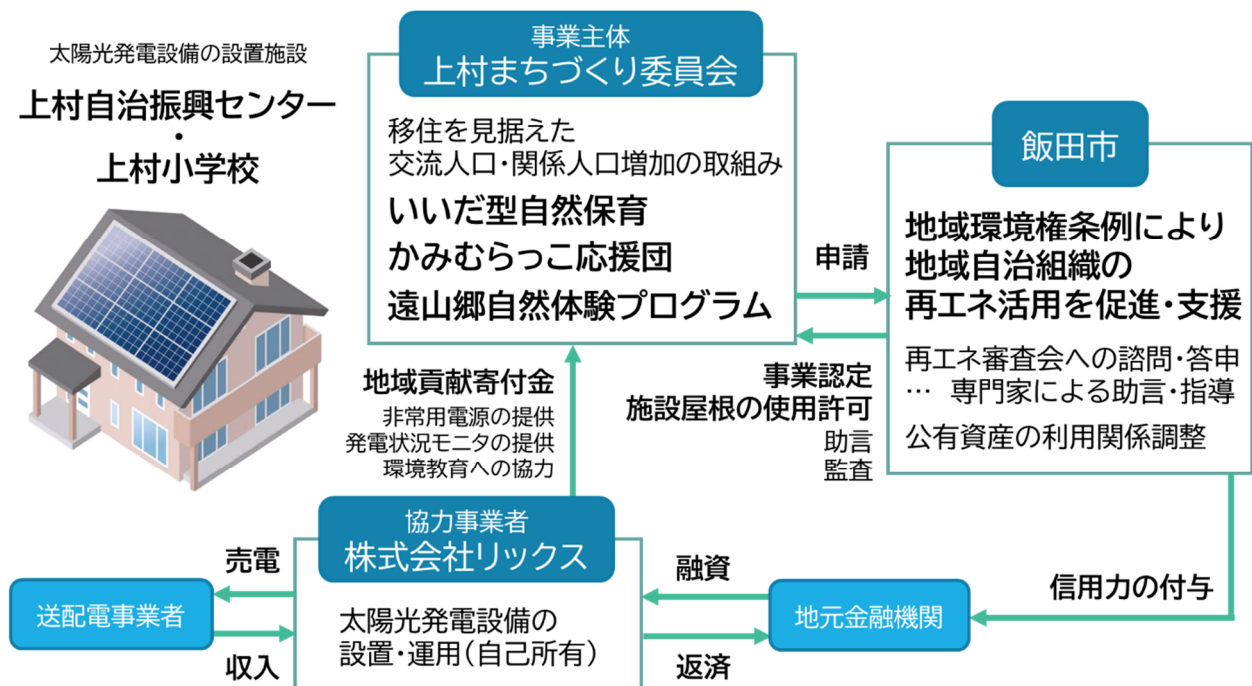 太陽光発電設備の設置施設
上村自治振興センター
・
上村小学校
事業主体
上村まちづくり委員会
移住を見据えた
交流人口・関係人口増加の取組み
いいだ型自然保育
かみむらっこ応援団
遠山郷自然体験プログラム
飯田市
地域環境権条例により
地域自治組織の
再エネ活用を促進・支援
再エネ審査会への諮問・答申
… 専門家による助言・指導
公有資産の利用関係調整
申請
事業認定
施設屋根の使用許可
助言
監査
地域貢献寄付金
非常用電源の提供
発電状況モニタの提供
環境教育への協力
協力事業者
株式会社リックス
太陽光発電設備の
設置・運用（自己所有）
売電
収入
送配電事業者
融資
返済
地元金融機関
信用力の付与